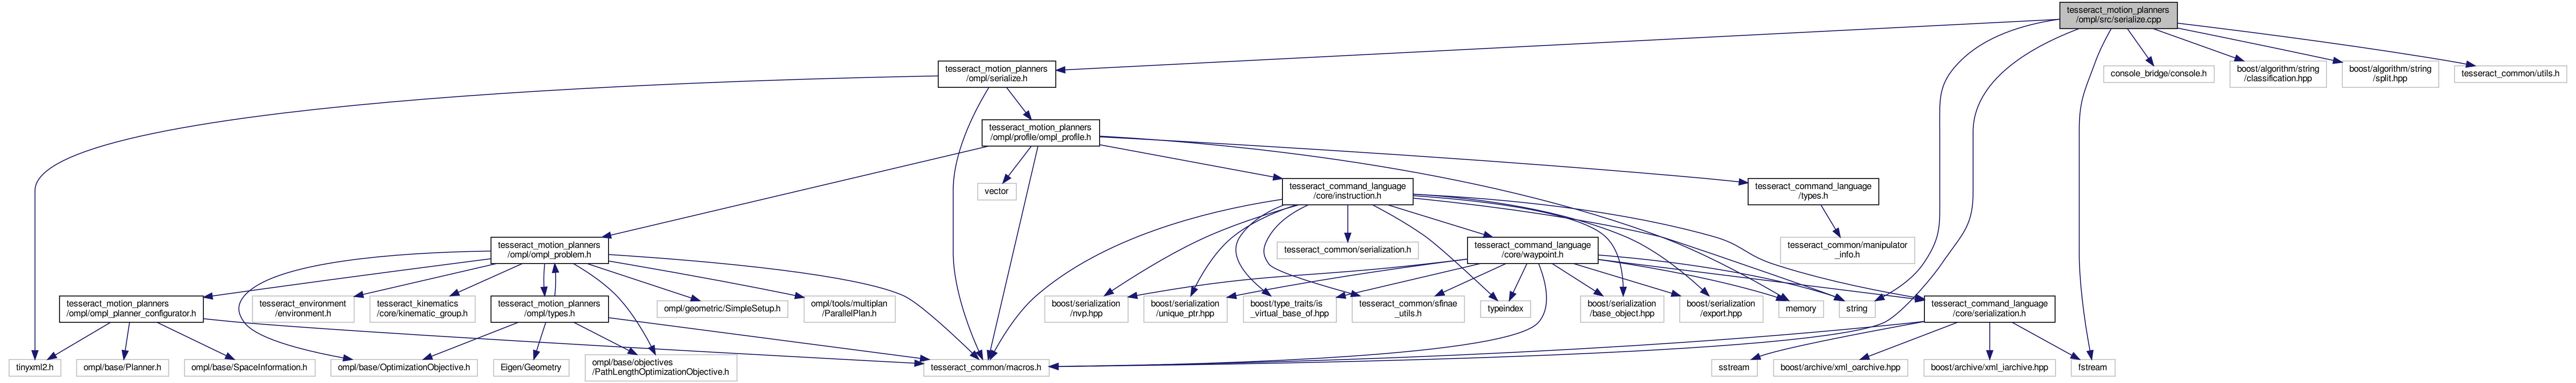 tesseract_motion_planners
/ompl/src/serialize.cpp
tesseract_motion_planners
/ompl/serialize.h
console_bridge/console.h
boost/algorithm/string
/classification.hpp
boost/algorithm/string
/split.hpp
tesseract_common/utils.h
tesseract_motion_planners
/ompl/profile/ompl_profile.h
vector
tesseract_command_language
/core/instruction.h
tesseract_command_language
/types.h
tesseract_motion_planners
/ompl/ompl_problem.h
tesseract_common/serialization.h
tesseract_command_language
/core/waypoint.h
tesseract_common/manipulator
_info.h
tesseract_motion_planners
/ompl/ompl_planner_configurator.h
tesseract_environment
/environment.h
tesseract_kinematics
/core/kinematic_group.h
tesseract_motion_planners
/ompl/types.h
ompl/geometric/SimpleSetup.h
ompl/tools/multiplan
/ParallelPlan.h
boost/serialization
/nvp.hpp
boost/serialization
/unique_ptr.hpp
boost/type_traits/is
_virtual_base_of.hpp
tesseract_common/sfinae
_utils.h
typeindex
boost/serialization
/base_object.hpp
boost/serialization
/export.hpp
memory
string
tesseract_command_language
/core/serialization.h
tinyxml2.h
ompl/base/Planner.h
ompl/base/SpaceInformation.h
ompl/base/OptimizationObjective.h
Eigen/Geometry
ompl/base/objectives
/PathLengthOptimizationObjective.h
tesseract_common/macros.h
sstream
boost/archive/xml_oarchive.hpp
boost/archive/xml_iarchive.hpp
fstream